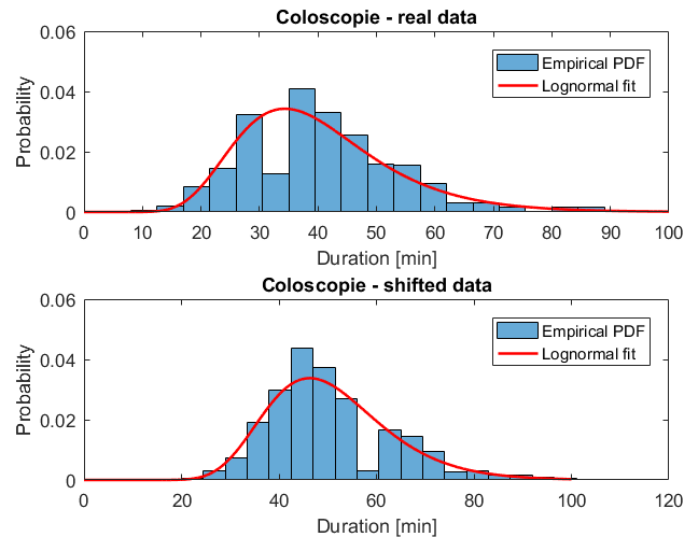 Coloscopie - real data
0.06
0.04
0.02
0
Probability
Empirical PDF
Lognormal fit
0 10 20 30 40 50 60 70 80 90 100
Duration [min]
Coloscopie - shifted data
0.06
0.04
0.02
0
Probability
Empirical PDF
Lognormal fit
0 20 40 60 80 100 120
Duration [min]